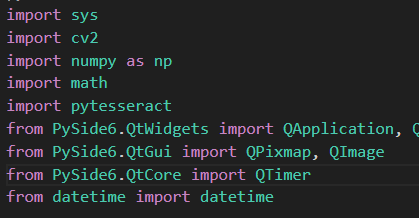 import sys
import cv2
import numpy as np
import math
import pytesseract
from PySide6.QtWidgets import QApplication,
from PySide6.QtGui import QPixmap, QImage
from PySide6.QtCore import QTimer
from datetime import datetime